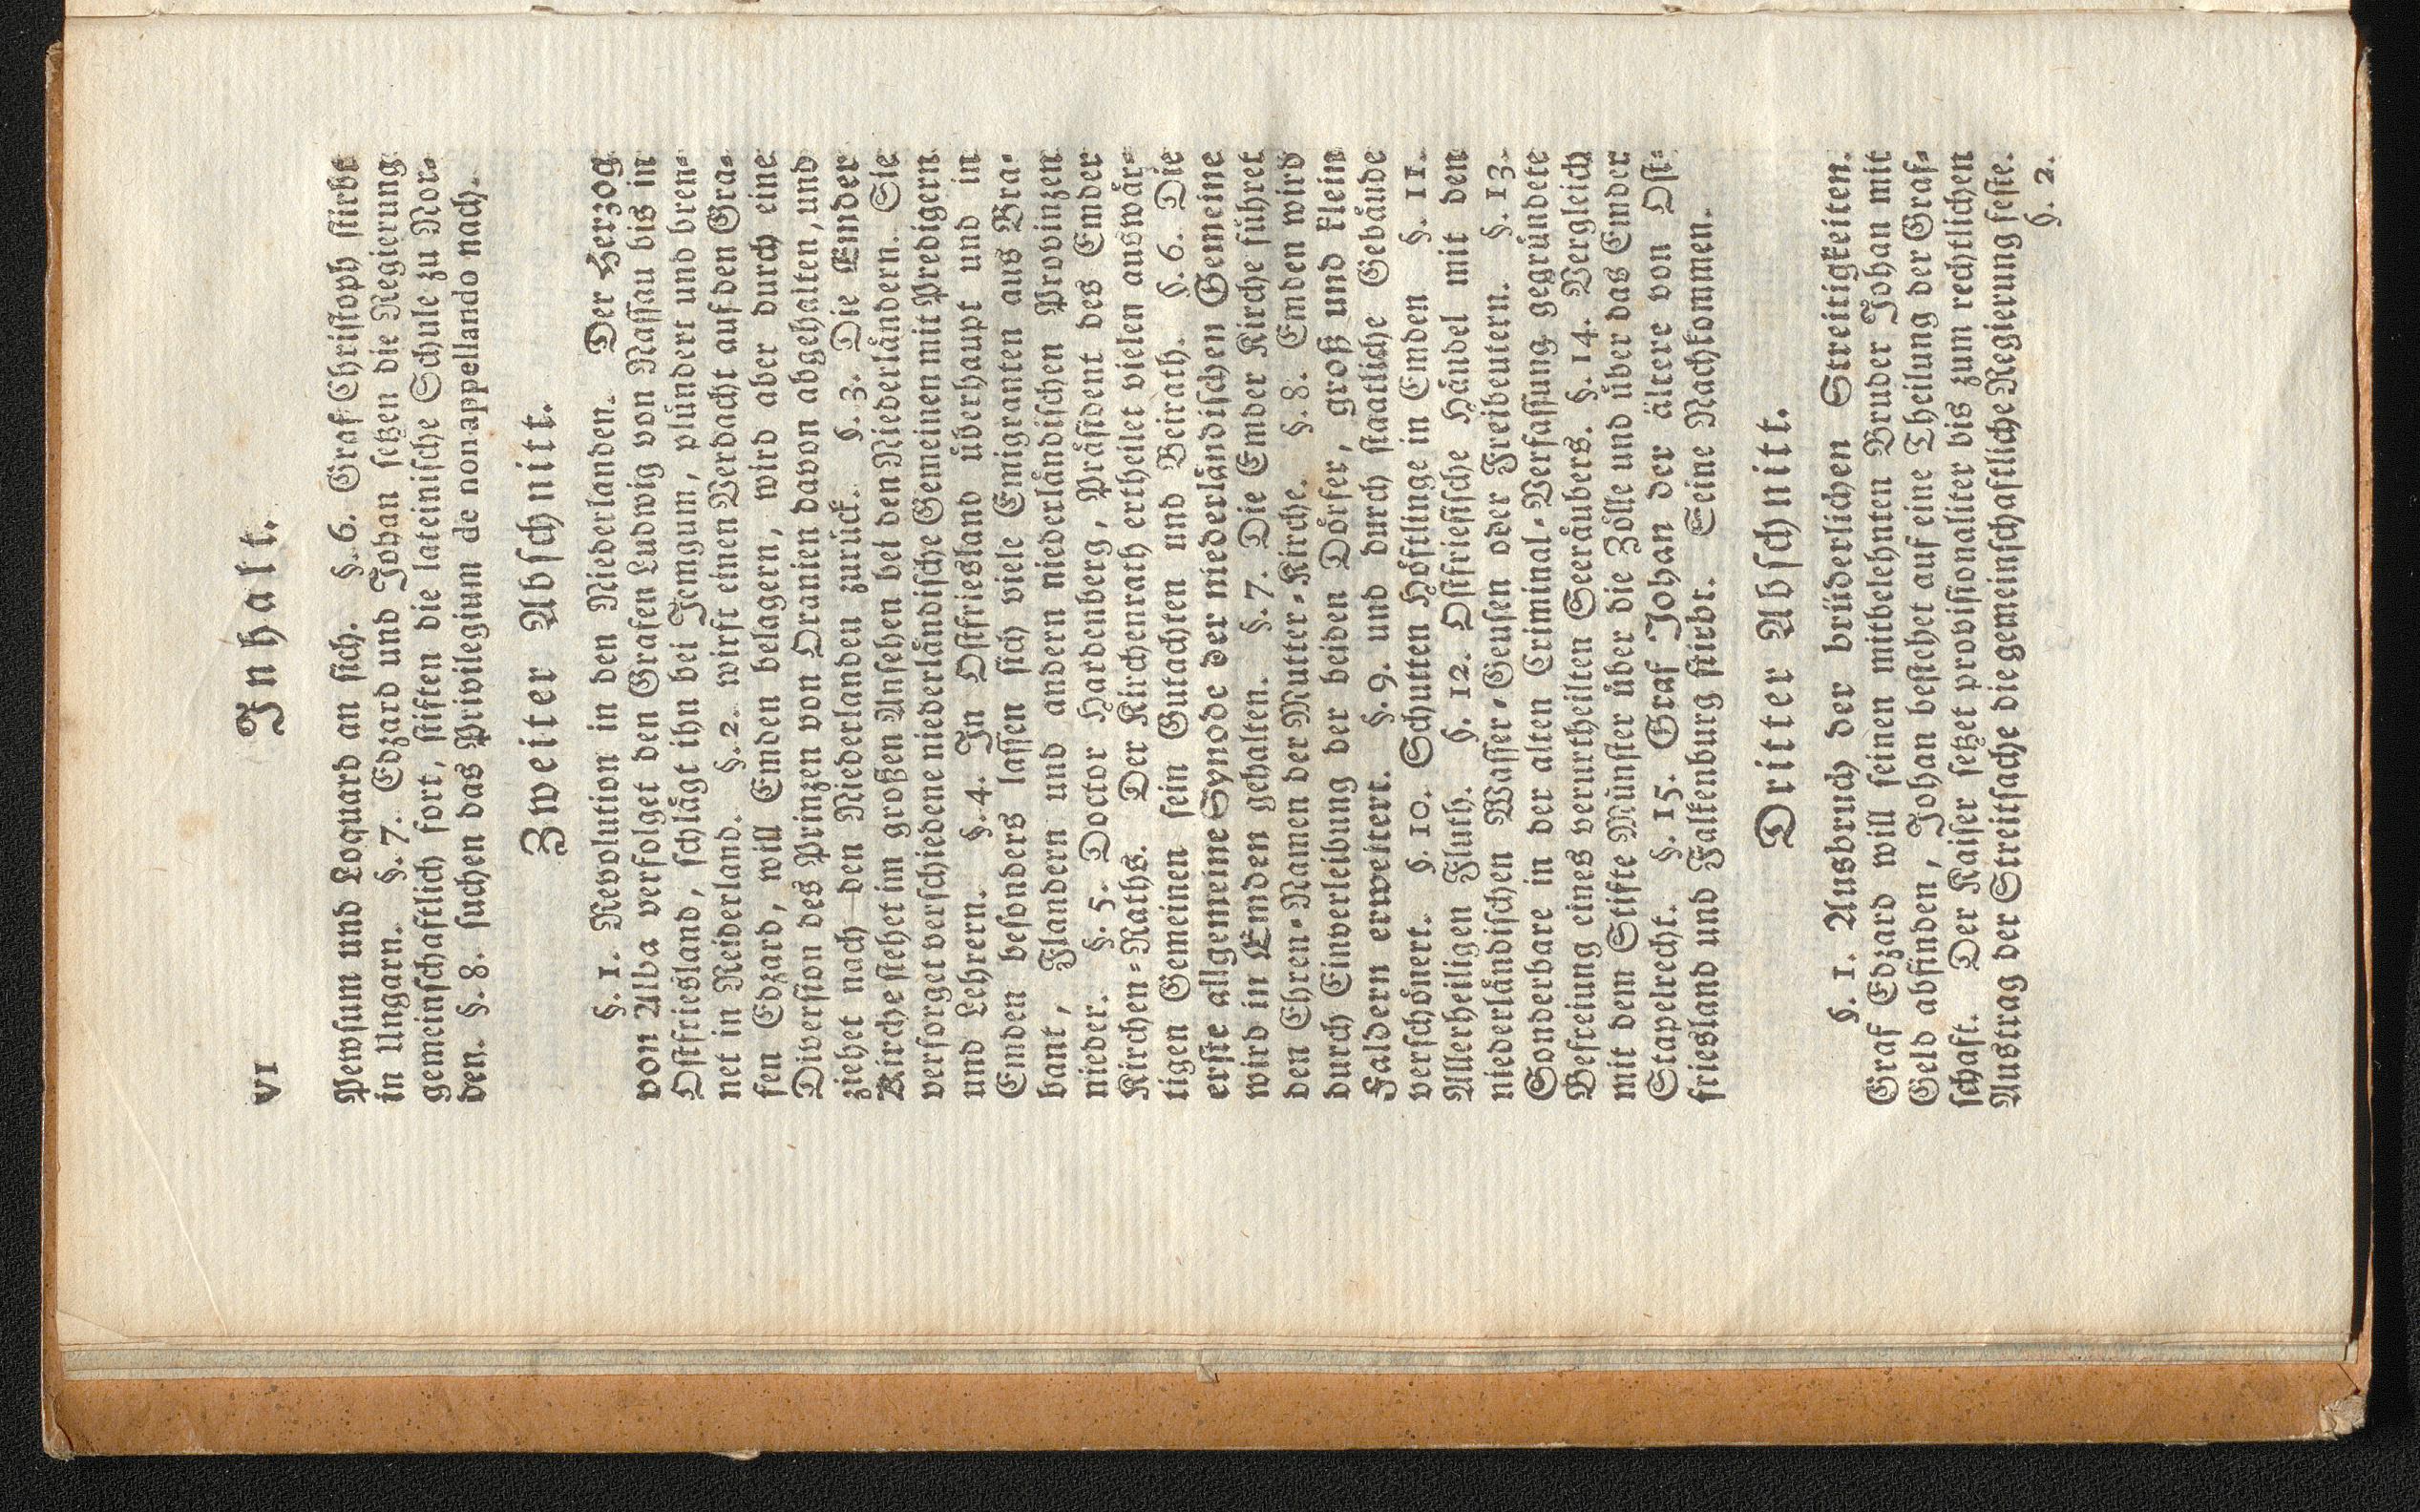 VI Inhalt.
Pewsum und Loquard an sich. §. 6. Graf Christoph stirbt
in Ungarn. §. 7. Edzard und Johan setzen die Regierung
gemeinschaftlich fort, stiften die lateinische Schule zu Nor-
den. §. 8. suchen das Privilegium de non appellando nach.
Zweiter Abschnitt.
§. 1. Revolution in den Niederlanden. Der Herzog
von Alba verfolget den Grafen Ludwig von Nassau bis in
Ostfriesland, schlägt ihn bei Jemgum, plündert und bren-
net in Reiderland. §. 2. wirft einen Verdacht auf den Gra-
fen Edzard, will Emden belagern, wird aber durch eine
Diversion des Prinzen von Oranien davon abgehalten, und
ziehet nach den Niederlanden zurück. §. 3. Die Emder
Kirche stehet im großen Ansehen bei den Niederländern. Sie
versorget verschiedene niederländische Gemeinen mit Predigern
und Lehrern. §. 4. In Ostfriesland überhaupt und in
Emden besonders lassen sich viele Emigranten aus Bra-
bant, Flandern und andern niederländischen Provinzen
nieder. §. 5. Doctor Hardenberg, Präsident des Emder
Kirchen-Raths. Der Kirchenrath ertheilet vielen auswär-
tigen Gemeinen sein Gutachten und Beirath. §. 6. Die
erste allgemeine Synode der niederländischen Gemeine
wird in Emden gehalten. §. 7. Die Emder Kirche führet
den Ehren-Namen der Mutter-Kirche. §. 8. Emden wird
durch Einverleibung der beiden Dörfer, groß und klein
Faldern erweitert. §. 9. und durch staatliche Gebäude
verschönert. §. 10. Schutten Höftlinge in Emden §. 11.
Allerheiligen Fluth. §. 12. Ostfriesische Händel mit den
niederländischen Wasser-Geusen oder Freibeutern. §. 13.
Sonderbare in der alten Criminal-Verfassung gegründete
Befreiung eines verurtheilten Seeräubers. §. 14. Vergleich
mit dem Stifte Münster über die Zölle und über das Emder
Stapelrecht. §. 15. Graf Johan der ältere von Ost-
friesland und Falkenburg stirbt. Seine Nachkommen.
Dritter Abschnitt.
§. 1. Ausbruch der brüderlichen Streitigkeiten.
Graf Edzard will seinen mitbelehnten Bruder Johan mit
Geld abfinden, Johan bestehet auf eine Theilung der Graf-
schaft. Der Kaiser setzet provisionaliter bis zum rechtlichen
Austrag der Streitsache die gemeinschaftliche Regierung feste.
§. 2.